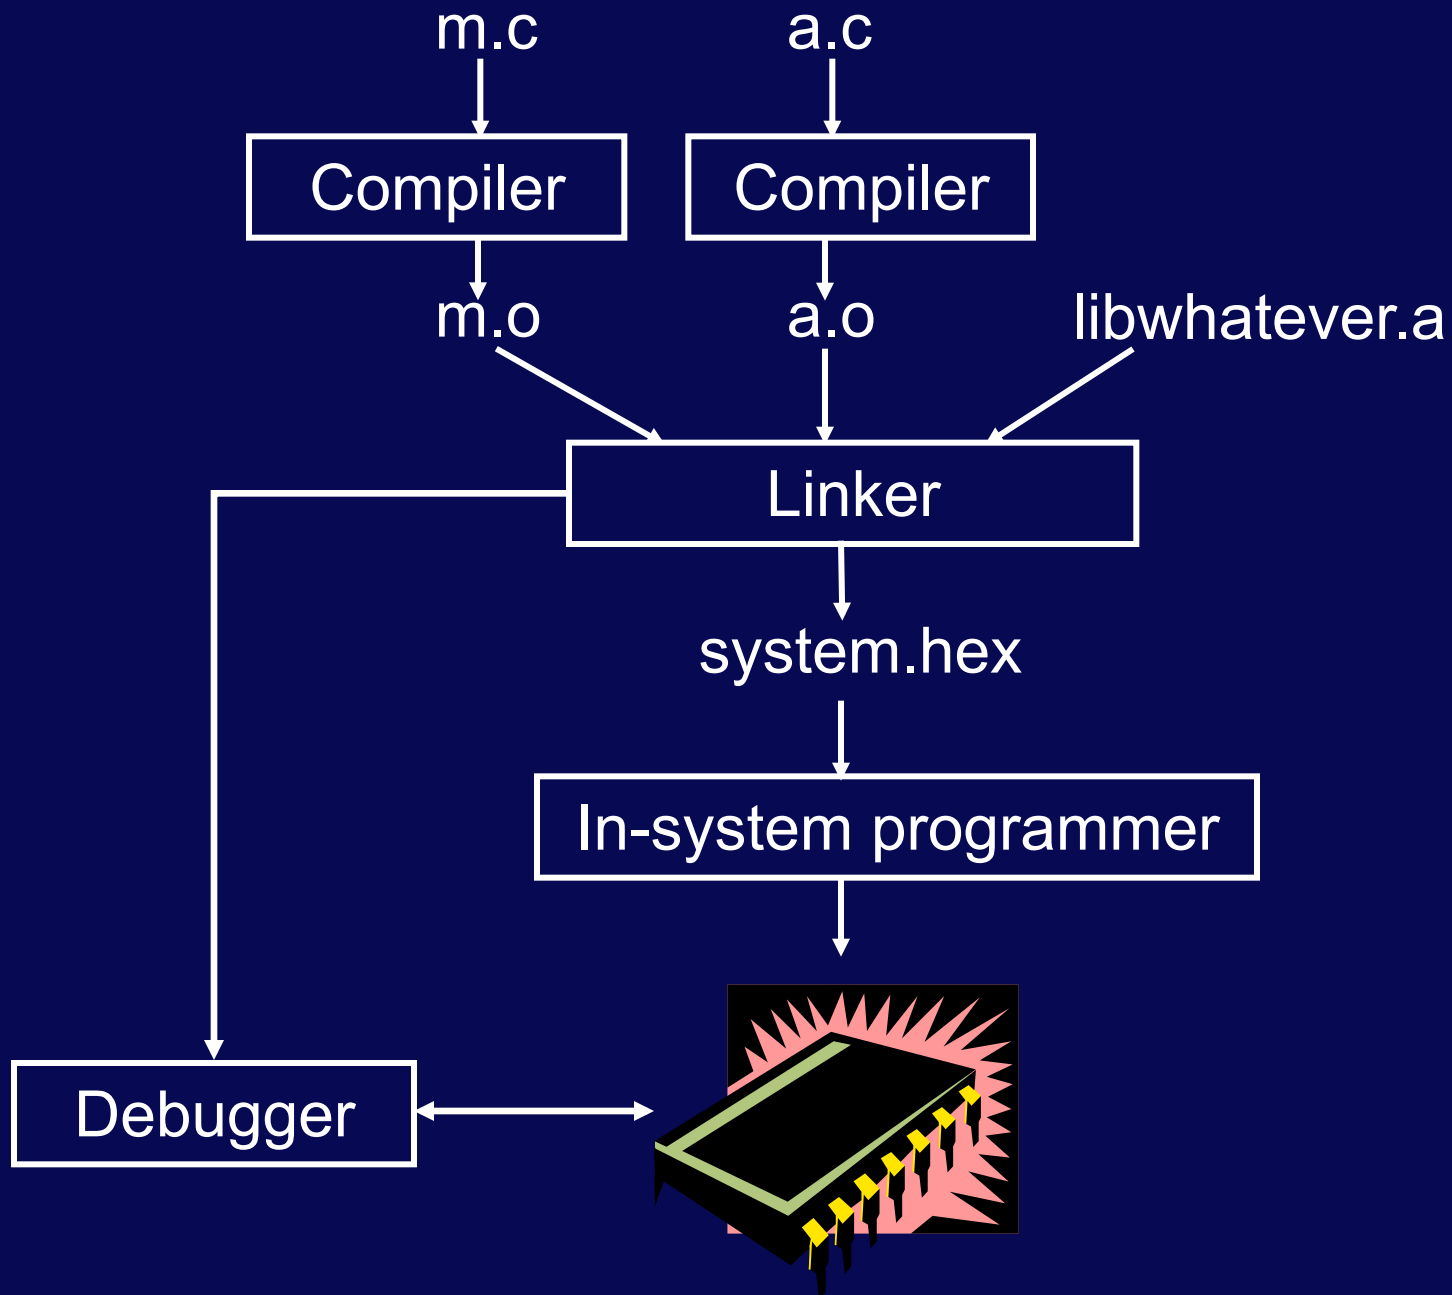 m.c
a.c
Compiler
Compiler
m.o
a.o
libwhatever.a
Linker
system.hex
In-system programmer
Debugger